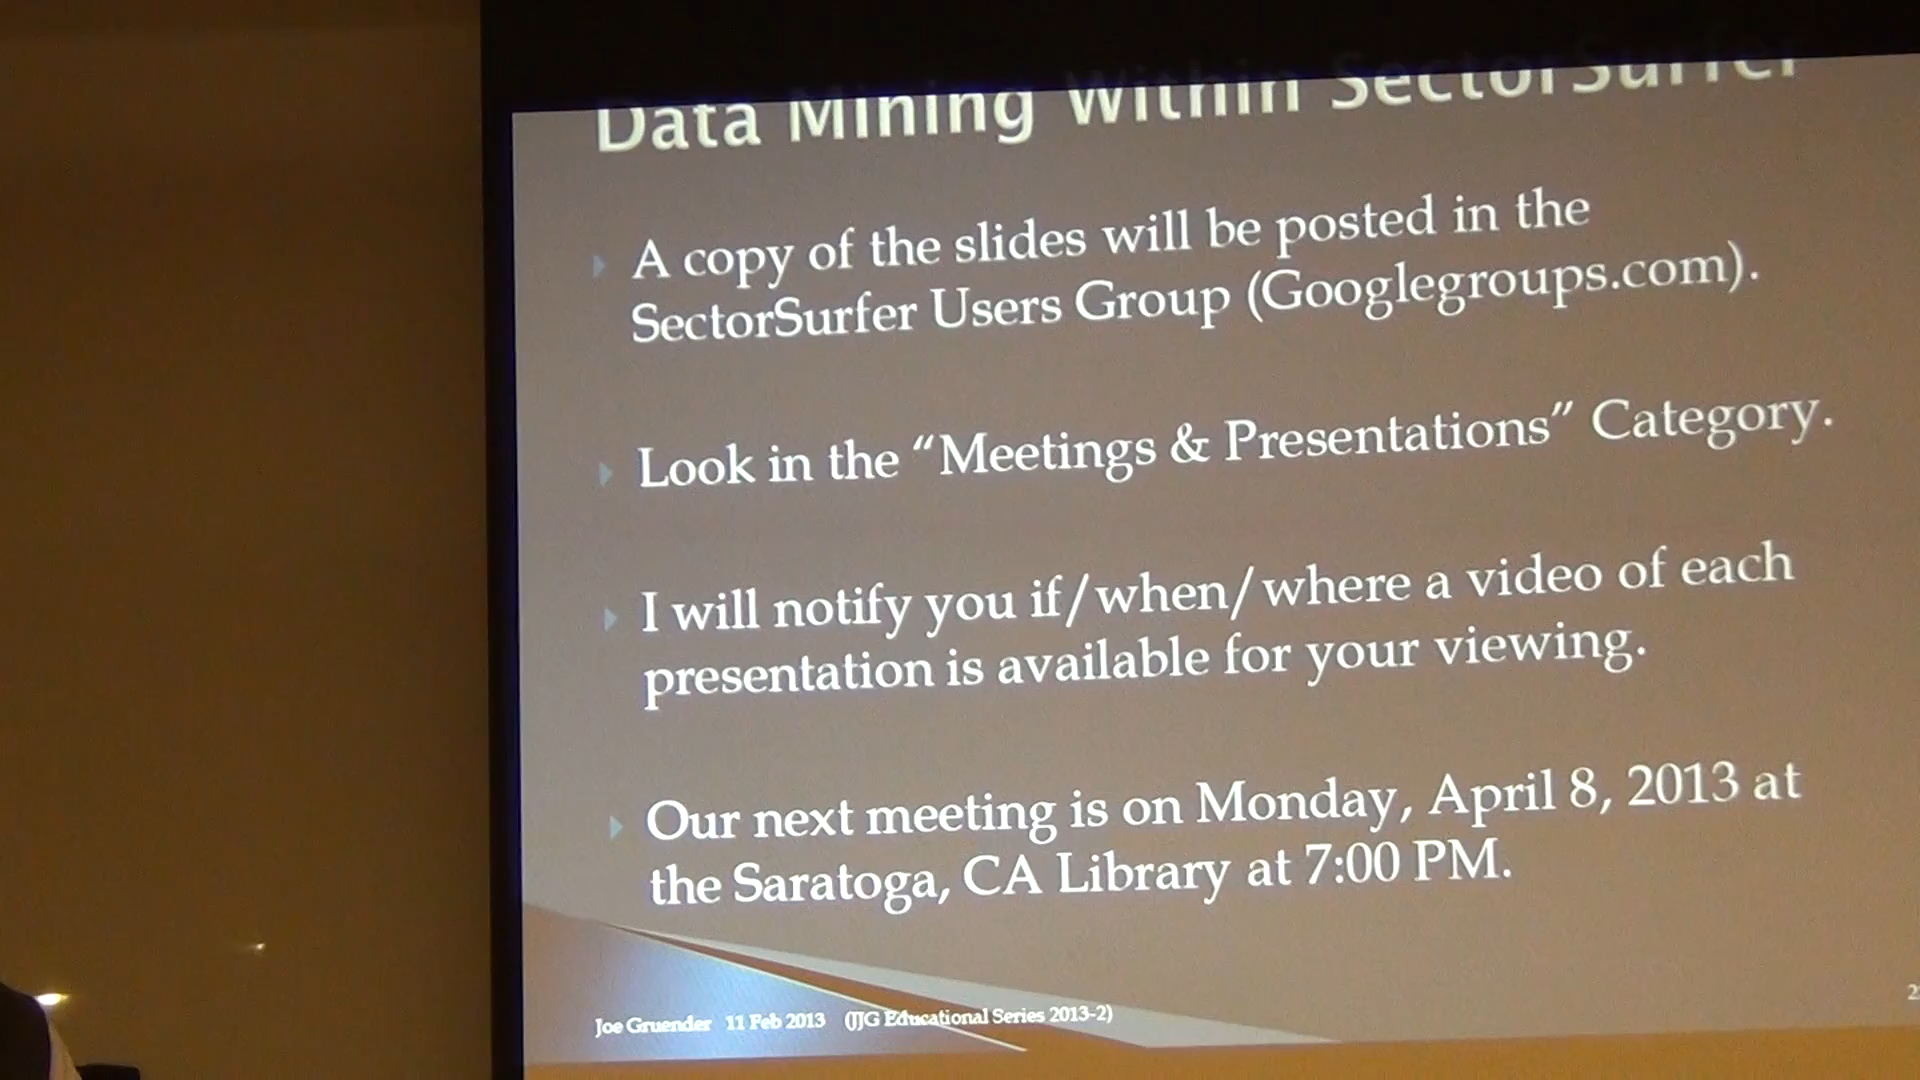 Data Mining Within SectorSurfer
A copy of the slides will be posted in the
SectorSurfer Users Group (Googlegroups.com).
Look in the “Meetings & Presentations” Category.
I will notify you if/when/where a video of each
presentation is available for your viewing.
Our next meeting is on Monday, April 8, 2013 at
the Saratoga, CA Library at 7:00 PM.
Joe Gruender 11 Feb 2013 (JJG Educational Series 2013-2)